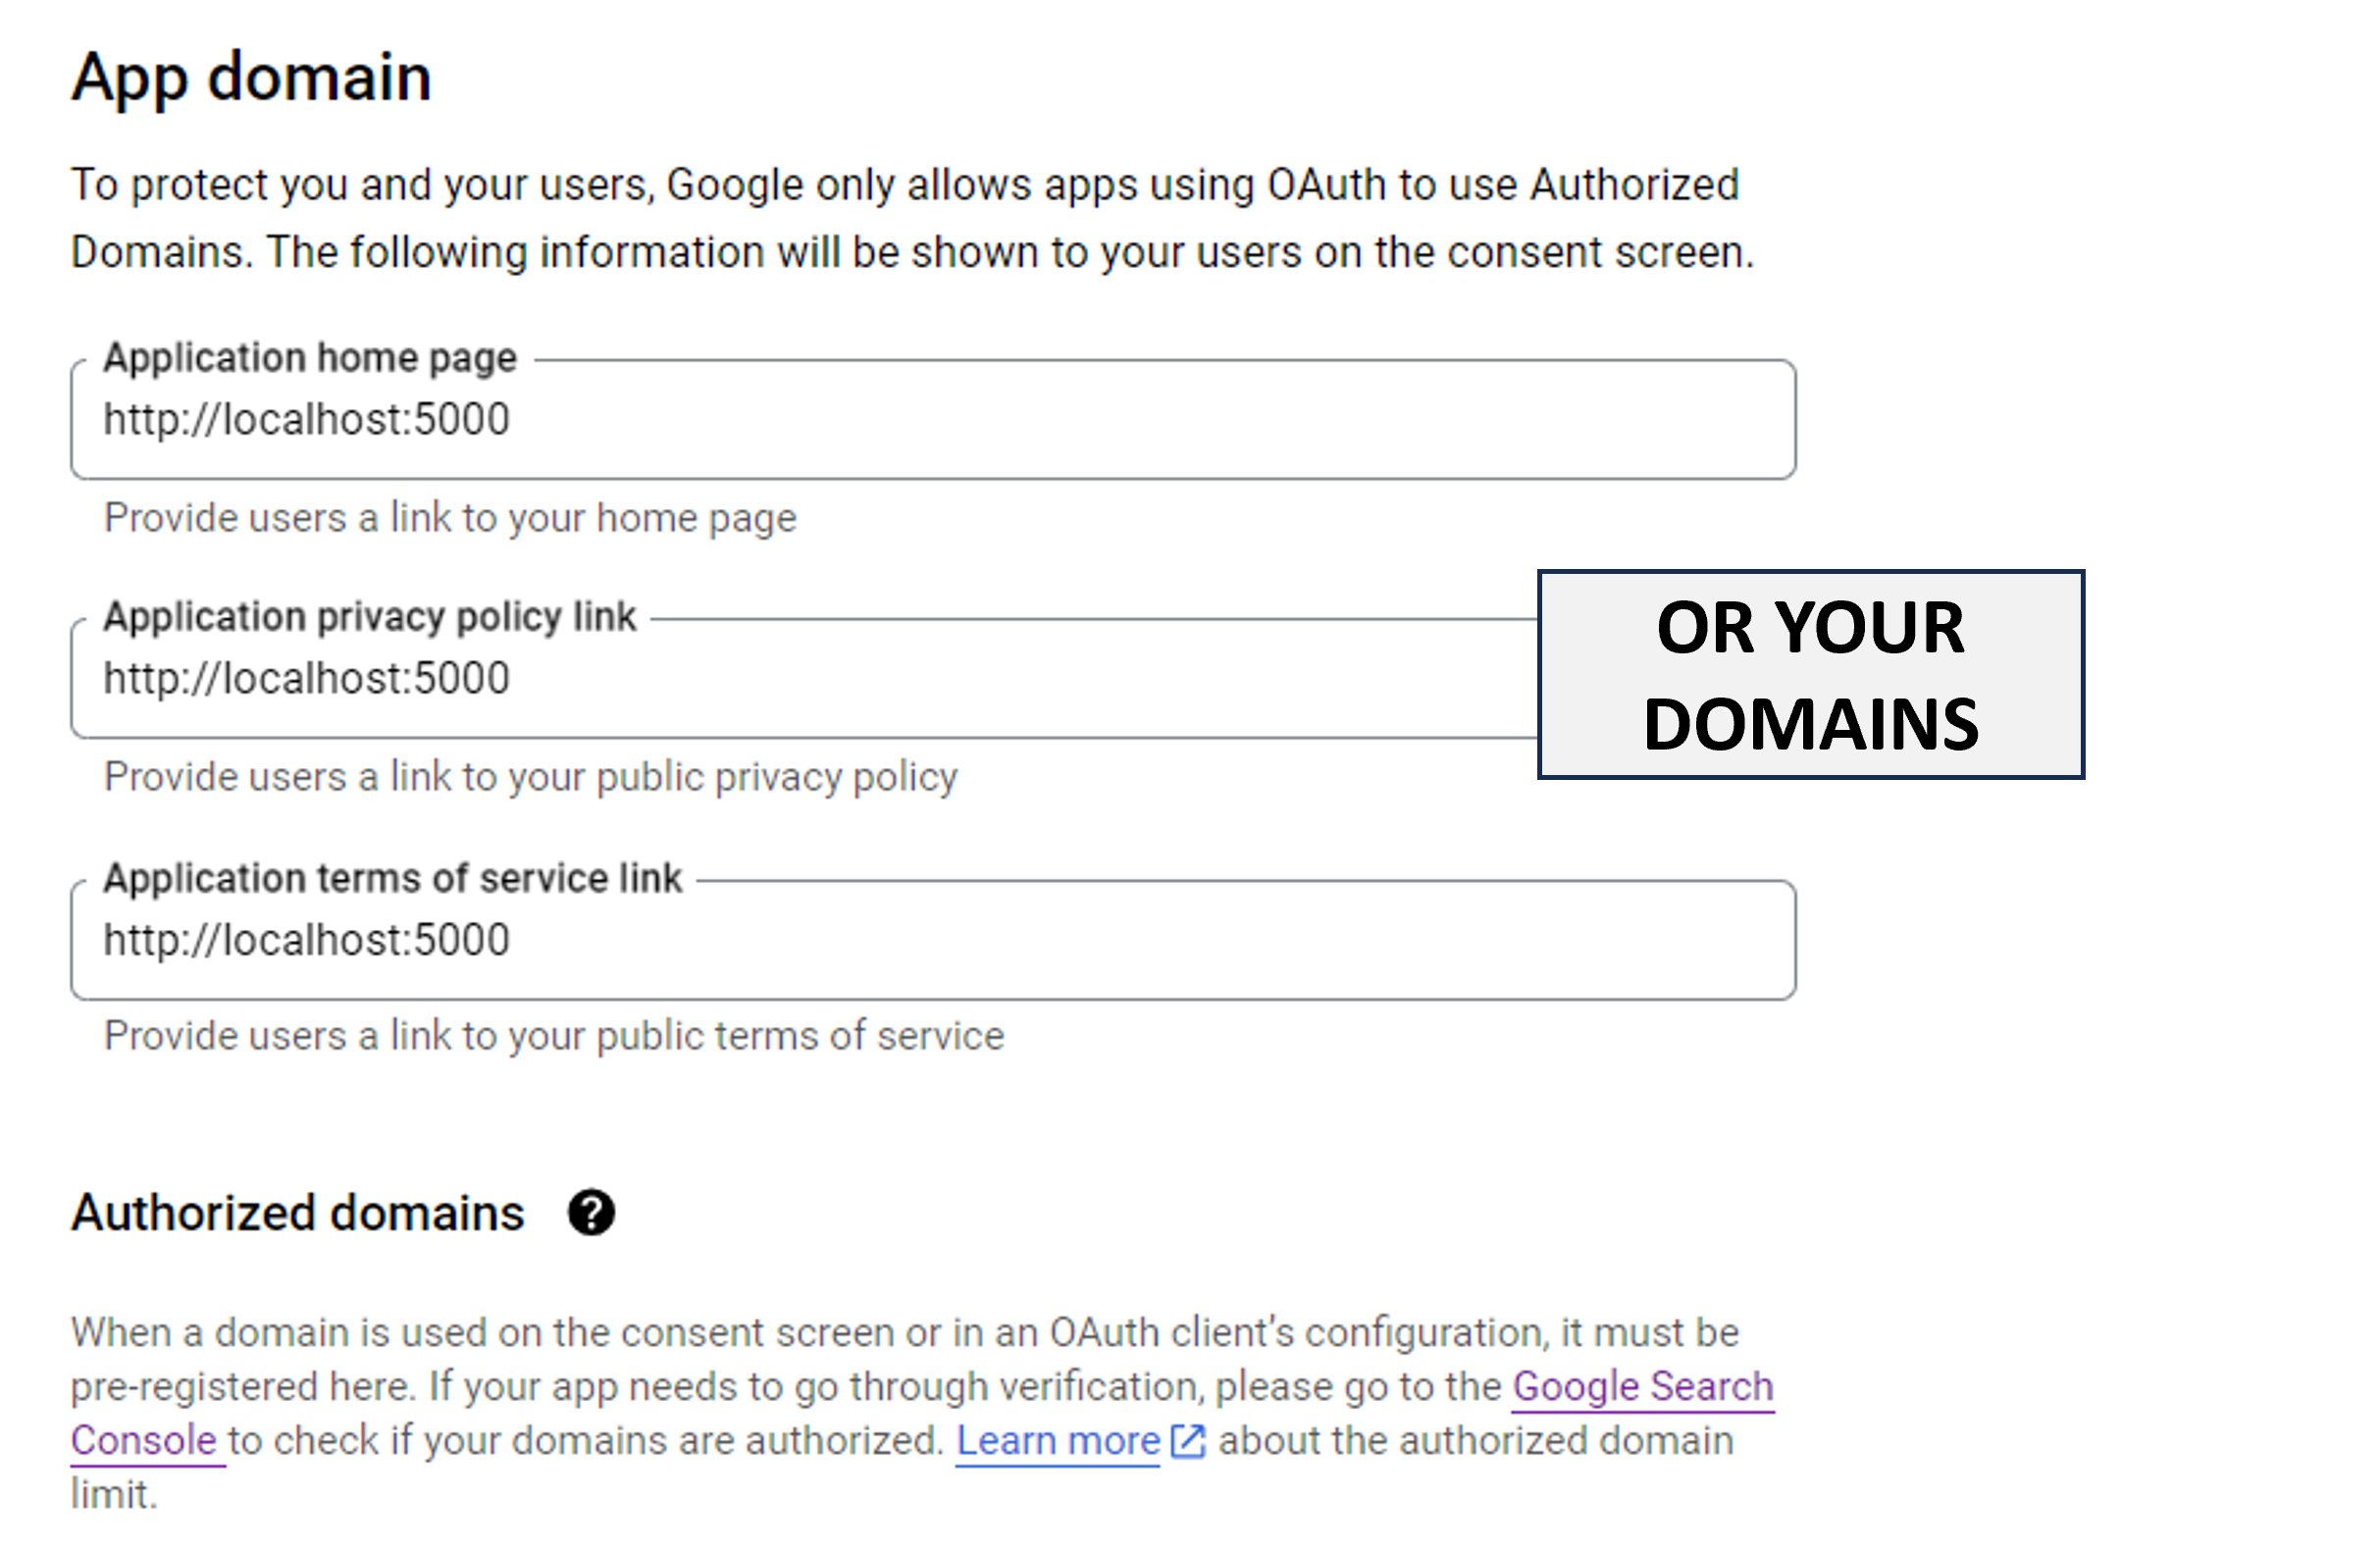 App domain
To protect you and your users, Google only allows apps using OAuth to use Authorized
Domains. The following information will be shown to your users on the consent screen.
Application home page
http://localhost:5000
Provide users a link to your home page
Application privacy policy link
http://localhost:5000
Provide users a link to your public privacy policy
OR YOUR
DOMAINS
Application terms of service link
http://localhost:5000
Provide users a link to your public terms of service
Authorized domains ?
When a domain is used on the consent screen or in an OAuth client’s configuration, it must be
pre-registered here. If your app needs to go through verification, please go to the Google Search
Console to check if your domains are authorized. Learn more about the authorized domain
limit.